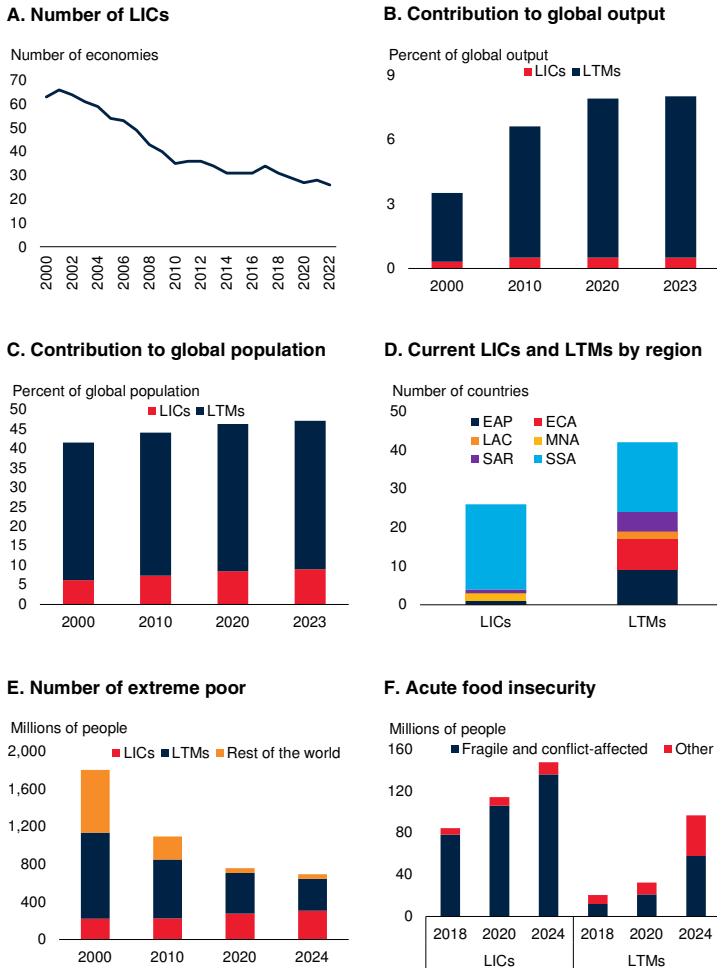 A. Number of LICs
Number of economies
70
60
50
40
30
20
10
0
2000
2002
2004
2006
2008
2010
2012
2014
2016
2018
2020
2022
B. Contribution to global output
Percent of global output
LICs LTMs
9
6
3
0
2000 2010 2020 2023
C. Contribution to global population
Percent of global population
LICs LTMs
50
45
40
35
30
25
20
15
10
5
0
2000 2010 2020 2023
D. Current LICs and LTMs by region
Number of countries
EAP ECA
LAC MNA
SAR SSA
50
40
30
20
10
0
LICs LTMs
E. Number of extreme poor
Millions of people
LICs LTMs Rest of the world
2,000
1,600
1,200
800
400
0
2000 2010 2020 2024
F. Acute food insecurity
Millions of people
Fragile and conflict-affected Other
160
120
80
40
0
2018 2020 2024 2018 2020 2024
LICs LTMs